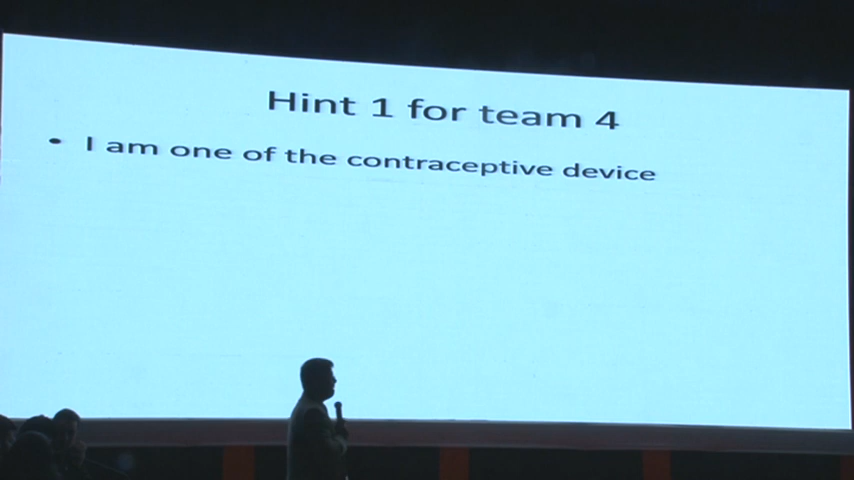 Hint 1 for team 4
• I am one of the contraceptive device